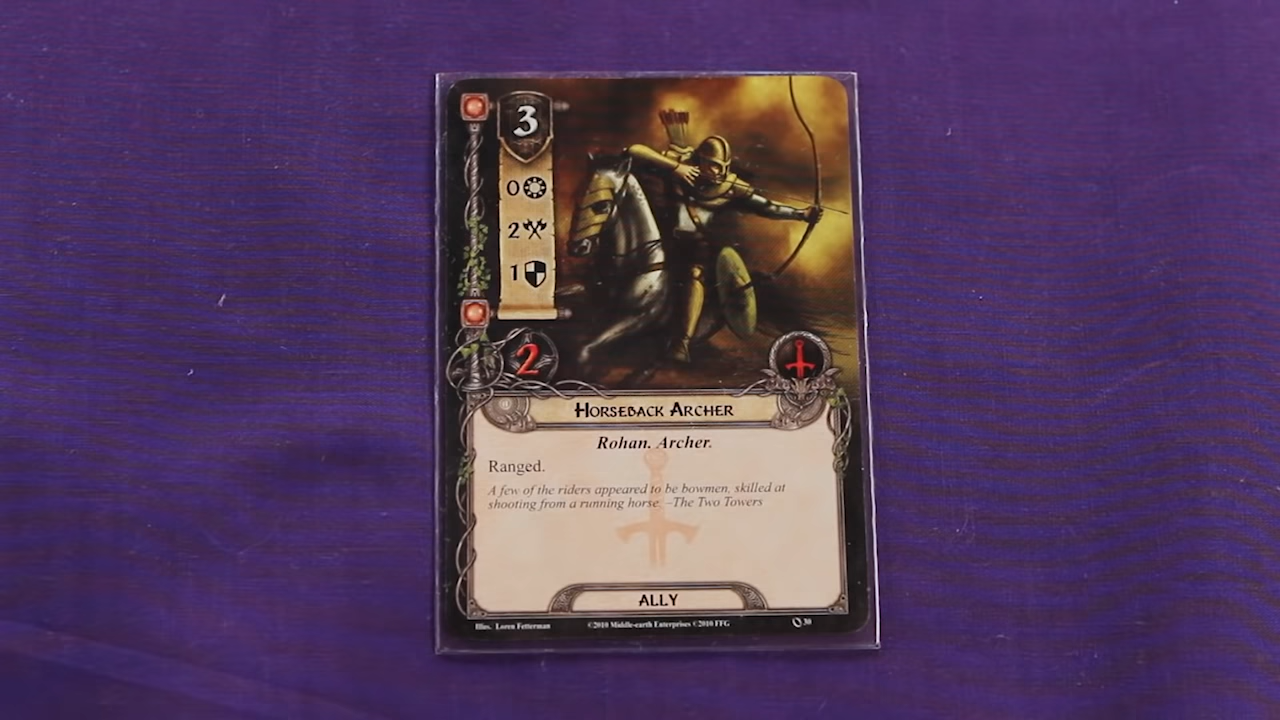 3
0
2
1
2
HORSEBACK ARCHER
Rohan. Archer.
Ranged.
A few of the riders appeared to be bowmen, skilled at
shooting from a running horse. –The Two Towers
ALLY
Illus. Loren Fetterman ©2010 Middle-earth Enterprises ©2010 FFG 30